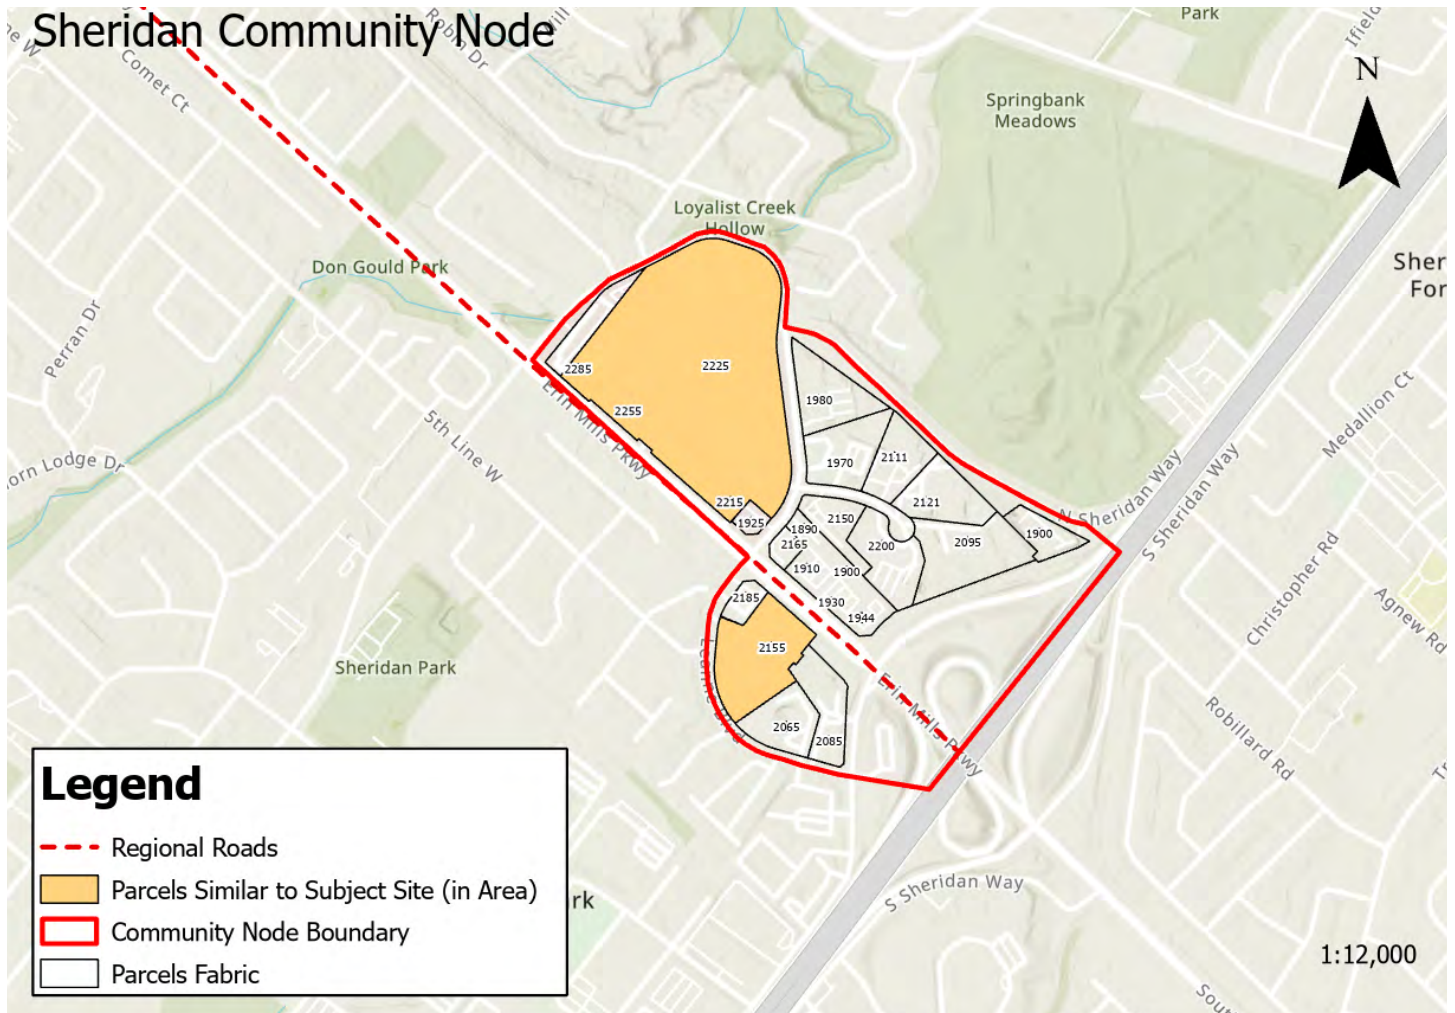 Sheridan Community Node
Park
Robin Dr
Comet Ct
N
Springbank
Meadows
Loyalist Creek
Hollow
Don Gould Park
Perran Dr
5th Line W
Erin Mills Pkwy
2285
2225
2255
2215
1925
1980
1970
2111
2121
2150
1890
2165
2200
2095
1900
1910
1900
1930
1944
2185
2155
2065
2085
Erin Mills Pkwy
N Sheridan Way
S Sheridan Way
Medallion Ct
Christopher Rd
Agnew Rd
Robillard Rd
Sheridan Park
S Sheridan Way
Legend
Regional Roads
Parcels Similar to Subject Site (in Area)
Community Node Boundary
Parcels Fabric
1:12,000